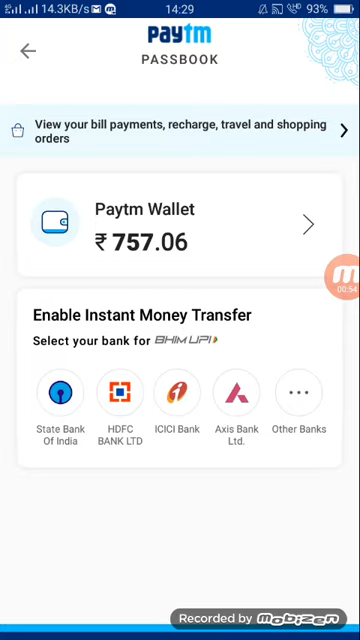 14.3KB/s 14:29 93%
paytm
PASSBOOK
View your bill payments, recharge, travel and shopping
orders
Paytm Wallet
₹ 757.06
00:54
Enable Instant Money Transfer
Select your bank for BHIM UPI
State Bank
Of India
HDFC
BANK LTD
ICICI Bank
Axis Bank
Ltd.
Other Banks
Recorded by mobizen